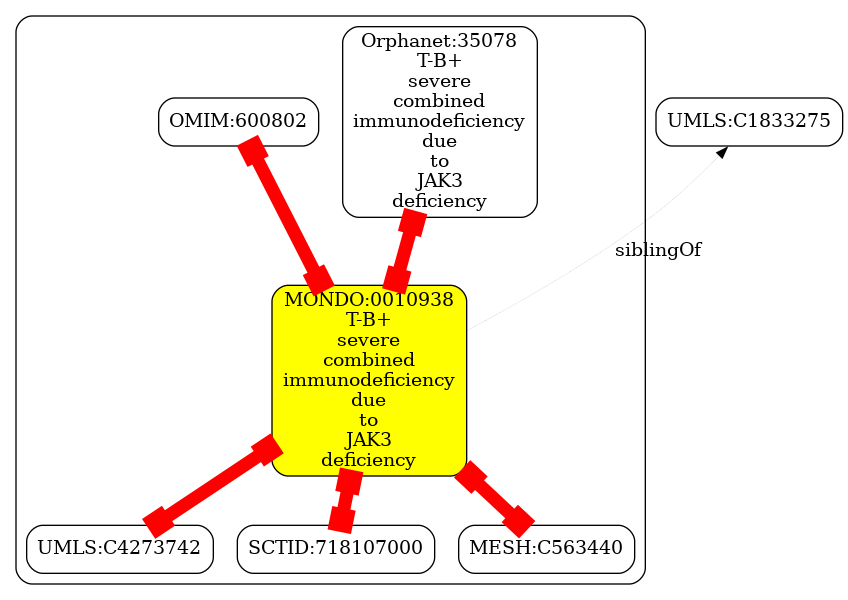 Orphanet:35078
T-B+
severe
combined
immunodeficiency
due
to
JAK3
deficiency
OMIM:600802
UMLS:C1833275
siblingOf
MONDO:0010938
T-B+
severe
combined
immunodeficiency
due
to
JAK3
deficiency
UMLS:C4273742
SCTID:718107000
MESH:C563440